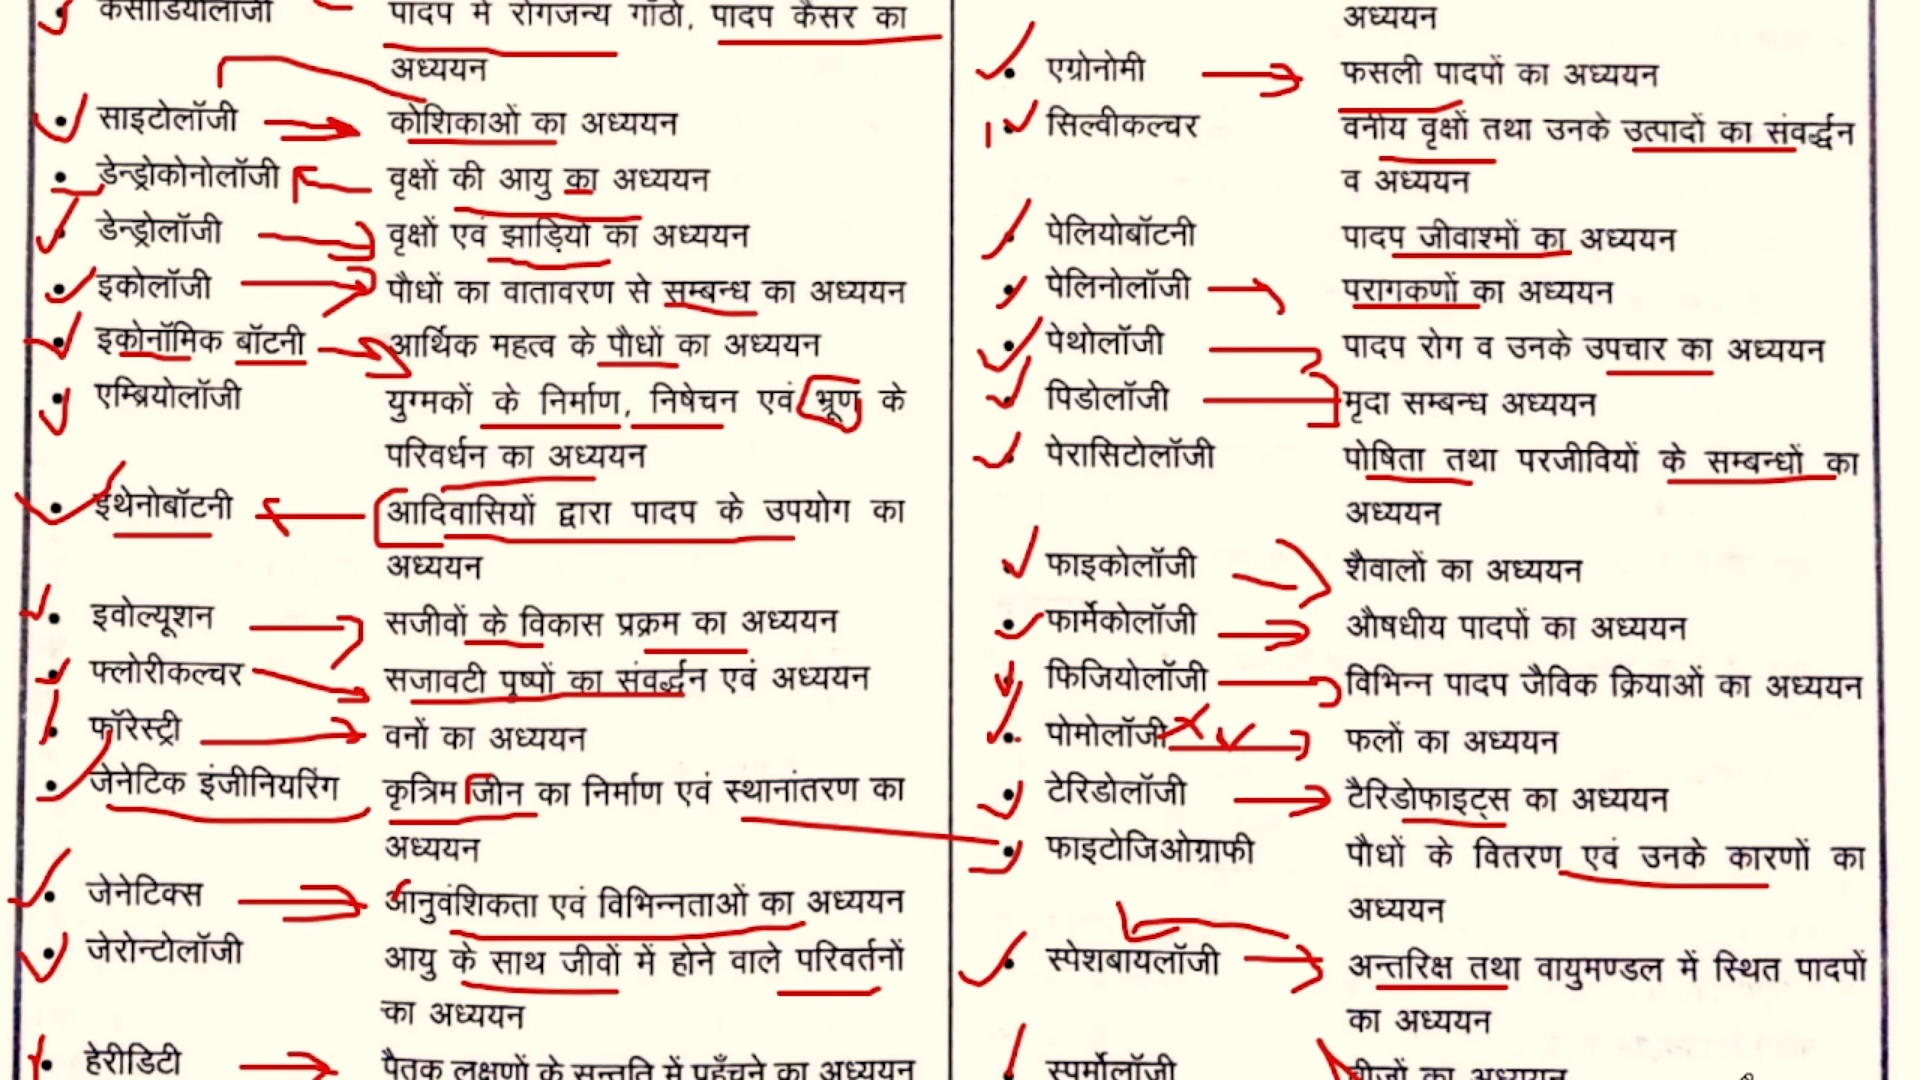 केसीडियोलॉजी पादप में रोगजन्य गाँठों, पादप कैंसर का
अध्ययन
साइटोलॉजी कोशिकाओं का अध्ययन
डेन्ड्रोकोनोलॉजी वृक्षों की आयु का अध्ययन
डेन्ड्रोलॉजी वृक्षों एवं झाड़ियों का अध्ययन
इकोलॉजी पौधों का वातावरण से सम्बन्ध का अध्ययन
इकोनॉमिक बॉटनी आर्थिक महत्व के पौधों का अध्ययन
एम्ब्रियोलॉजी युग्मकों के निर्माण, निषेचन एवं भ्रूण के
परिवर्धन का अध्ययन
इथेनोबॉटनी आदिवासियों द्वारा पादप के उपयोग का
अध्ययन
इवोल्यूशन सजीवों के विकास प्रक्रम का अध्ययन
फ्लोरीकल्चर सजावटी पुष्पों का संवर्द्धन एवं अध्ययन
फॉरेस्ट्री वनों का अध्ययन
जेनेटिक इंजीनियरिंग कृत्रिम जीन का निर्माण एवं स्थानांतरण का
अध्ययन
जेनेटिक्स आनुवंशिकता एवं विभिन्नताओं का अध्ययन
जेरोन्टोलॉजी आयु के साथ जीवों में होने वाले परिवर्तनों
का अध्ययन
हेरीडिटी पैतृक लक्षणों के सन्तति में पहुँचने का अध्ययन
अध्ययन
एग्रोनोमी फसली पादपों का अध्ययन
सिल्वीकल्चर वनीय वृक्षों तथा उनके उत्पादों का संवर्द्धन
व अध्ययन
पेलियोबॉटनी पादप जीवाश्मों का अध्ययन
पेलिनोलॉजी परागकणों का अध्ययन
पेथोलॉजी पादप रोग व उनके उपचार का अध्ययन
पिडोलॉजी मृदा सम्बन्ध अध्ययन
पेरासिटोलॉजी पोषिता तथा परजीवियों के सम्बन्धों का
अध्ययन
फाइकोलॉजी शैवालों का अध्ययन
फार्मेकोलॉजी औषधीय पादपों का अध्ययन
फिजियोलॉजी विभिन्न पादप जैविक क्रियाओं का अध्ययन
पोमोलॉजी फलों का अध्ययन
टेरिडोलॉजी टैरिडोफाइट्स का अध्ययन
फाइटोजिओग्राफी पौधों के वितरण एवं उनके कारणों का
अध्ययन
स्पेशबायलॉजी अन्तरिक्ष तथा वायुमण्डल में स्थित पादपों
का अध्ययन
स्पर्मोलॉजी बीजों का अध्ययन